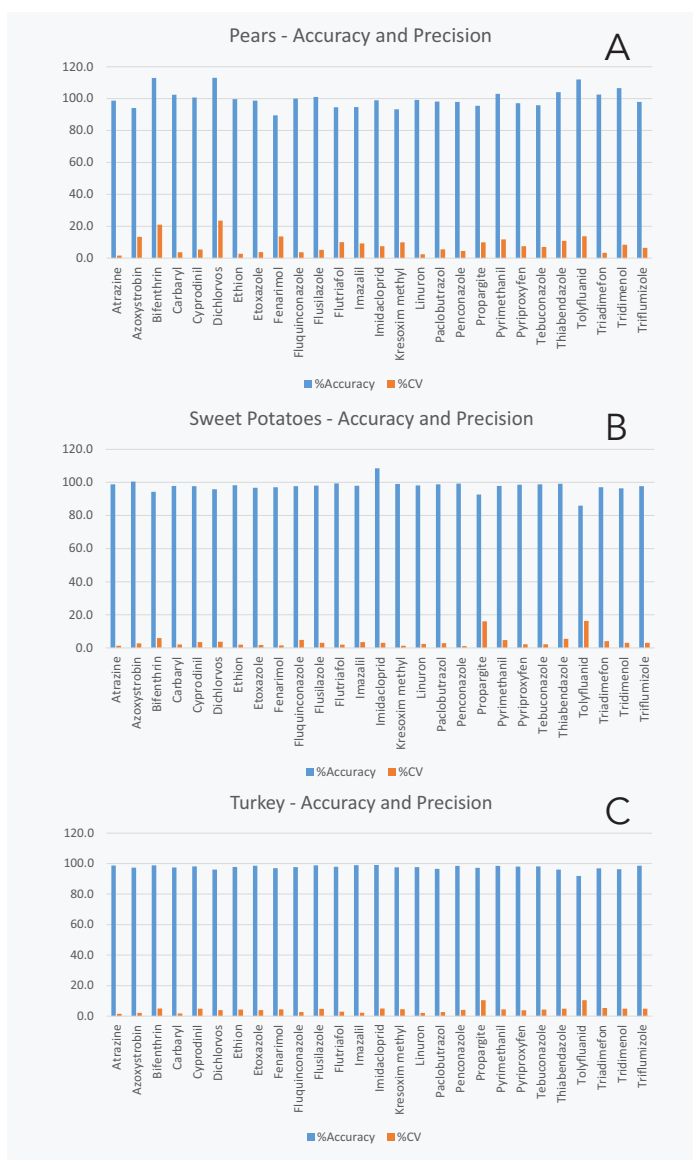 Pears - Accuracy and Precision
A
120.0
100.0
80.0
60.0
40.0
20.0
0.0
Atrazine
Azoxystrobin
Bifenthrin
Carbaryl
Cyprodinil
Dichlorvos
Ethion
Etoxazole
Fenarimol
Fluquinconazole
Flusilazole
Flutriafol
Imazalil
Imidacloprid
Kresoxim methyl
Linuron
Paclobutrazol
Penconazole
Propargite
Pyrimethanil
Pyriproxyfen
Tebuconazole
Thiabendazole
Tolyfluanid
Triadimefon
Tridimenol
Triflumizole
%Accuracy %CV
Sweet Potatoes - Accuracy and Precision
B
120.0
100.0
80.0
60.0
40.0
20.0
0.0
Atrazine
Azoxystrobin
Bifenthrin
Carbaryl
Cyprodinil
Dichlorvos
Ethion
Etoxazole
Fenarimol
Fluquinconazole
Flusilazole
Flutriafol
Imazalil
Imidacloprid
Kresoxim methyl
Linuron
Paclobutrazol
Penconazole
Propargite
Pyrimethanil
Pyriproxyfen
Tebuconazole
Thiabendazole
Tolyfluanid
Triadimefon
Tridimenol
Triflumizole
%Accuracy %CV
Turkey - Accuracy and Precision
C
120.0
100.0
80.0
60.0
40.0
20.0
0.0
Atrazine
Azoxystrobin
Bifenthrin
Carbaryl
Cyprodinil
Dichlorvos
Ethion
Etoxazole
Fenarimol
Fluquinconazole
Flusilazole
Flutriafol
Imazalil
Imidacloprid
Kresoxim methyl
Linuron
Paclobutrazol
Penconazole
Propargite
Pyrimethanil
Pyriproxyfen
Tebuconazole
Thiabendazole
Tolyfluanid
Triadimefon
Tridimenol
Triflumizole
%Accuracy %CV